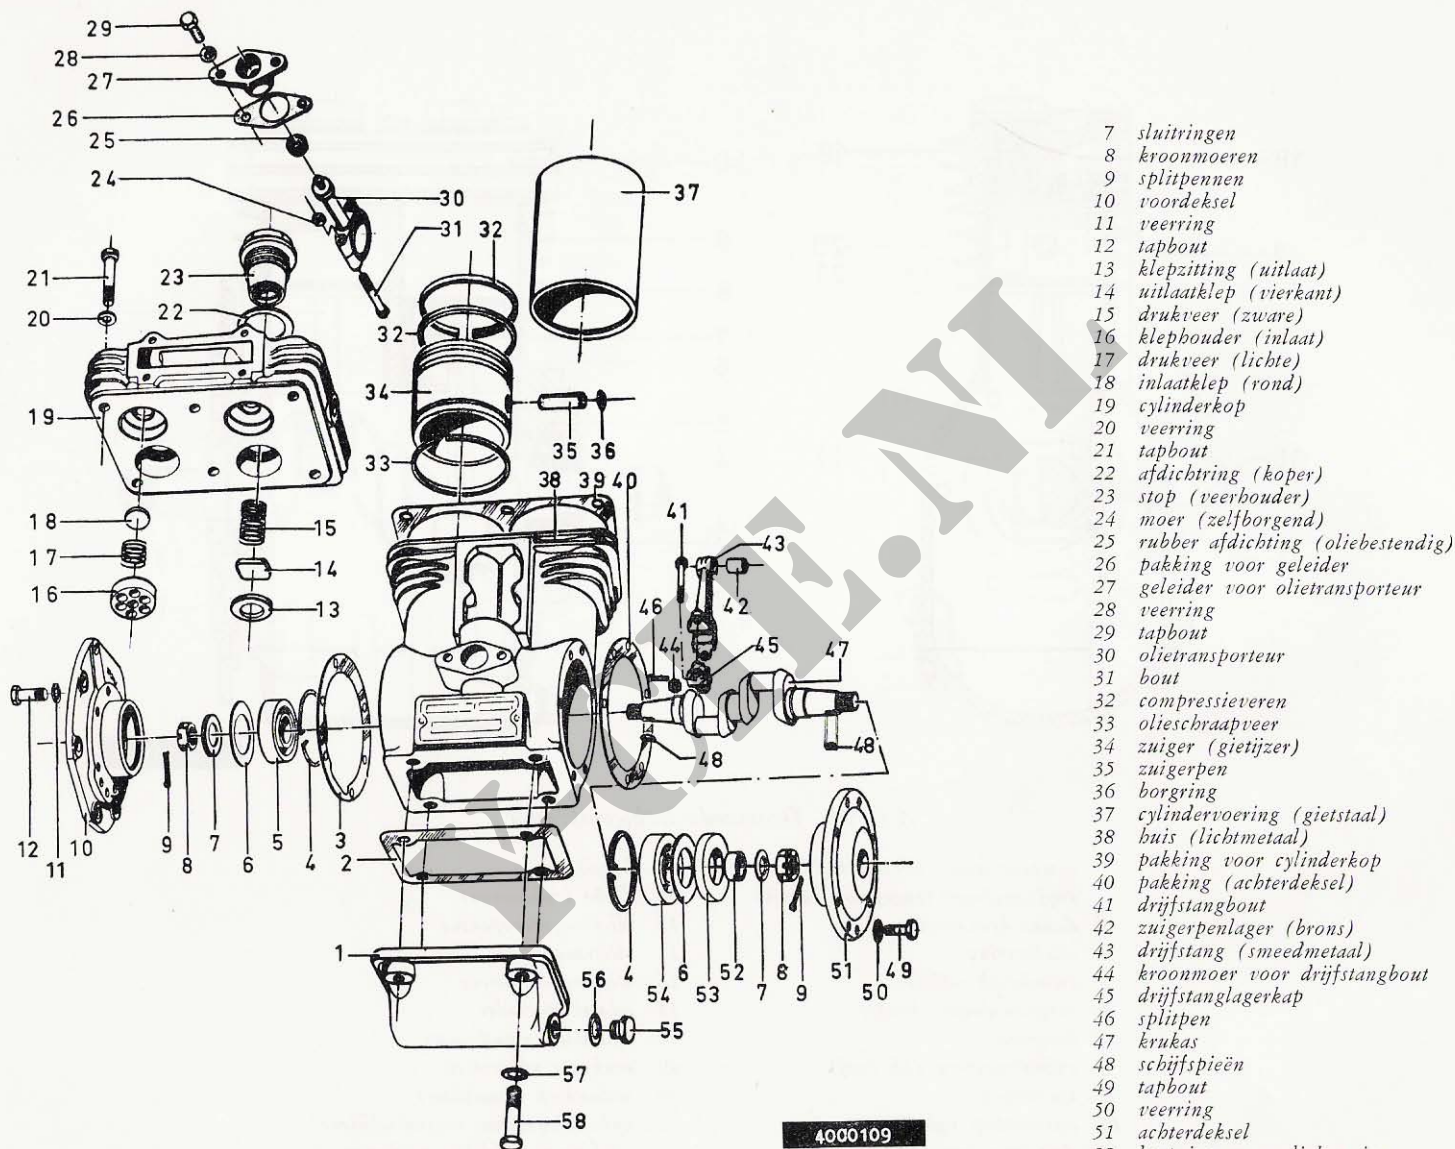 29
28
27
26
25
24
30
37
31
32
21
23
20
22
32
34
19
35
36
33
38
39
40
41
18
15
43
17
14
42
16
13
46
44
45
47
48
48
12
11
10
9
8
7
6
5
4
3
2
1
4
54
6
53
52
7
8
9
51
50
49
56
55
57
58
4000109
Y-CTE.NL
7 sluitringen
8 kroonmoeren
9 splitpennen
10 voordeksel
11 veerring
12 tapbout
13 klepzitting (uitlaat)
14 uitlaatklep (vierkant)
15 drukveer (zware)
16 klephouder (inlaat)
17 drukveer (lichte)
18 inlaatklep (rond)
19 cylinderkop
20 veerring
21 tapbout
22 afdichtring (koper)
23 stop (veerhouder)
24 moer (zelfborgend)
25 rubber afdichting (oliebestendig)
26 pakking voor geleider
27 geleider voor olietransporteur
28 veerring
29 tapbout
30 olietransporteur
31 bout
32 compressieveren
33 olieschraapveer
34 zuiger (gietijzer)
35 zuigerpen
36 borgring
37 cylindervoering (gietstaal)
38 huis (lichtmetaal)
39 pakking voor cylinderkop
40 pakking (achterdeksel)
41 drijfstangbout
42 zuigerpenlager (brons)
43 drijfstang (smeedmetaal)
44 kroonmoer voor drijfstangbout
45 drijfstanglagerkap
46 splitpen
47 krukas
48 schijfspieën
49 tapbout
50 veerring
51 achterdeksel